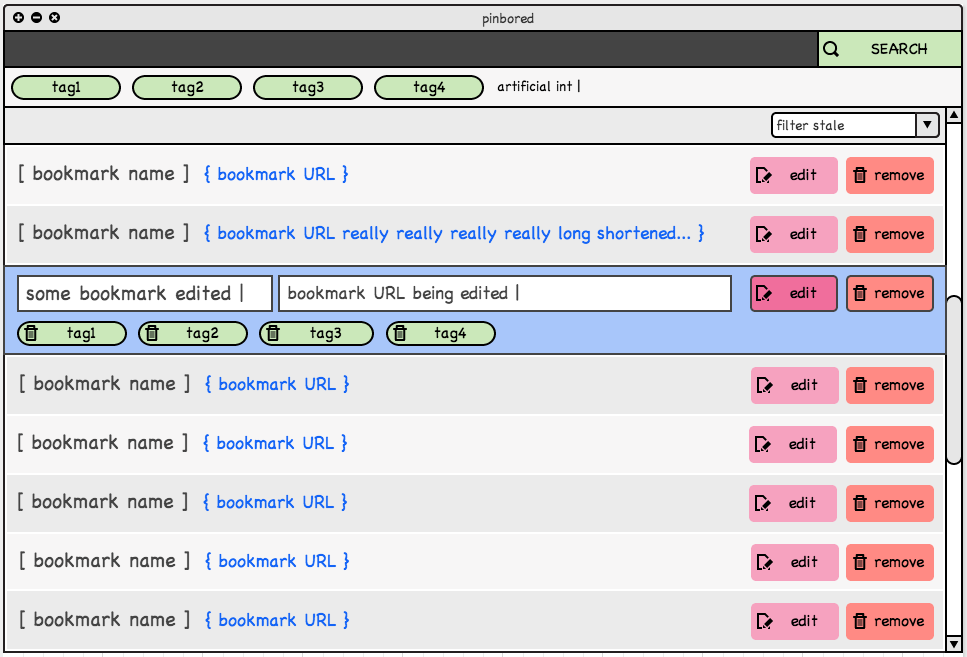 pinbored
SEARCH
tag1 tag2 tag3 tag4 artificial int |
filter stale
[ bookmark name ] { bookmark URL } edit remove
[ bookmark name ] { bookmark URL really really really really long shortened... } edit remove
some bookmark edited | bookmark URL being edited | edit remove
tag1 tag2 tag3 tag4
[ bookmark name ] { bookmark URL } edit remove
[ bookmark name ] { bookmark URL } edit remove
[ bookmark name ] { bookmark URL } edit remove
[ bookmark name ] { bookmark URL } edit remove
[ bookmark name ] { bookmark URL } edit remove